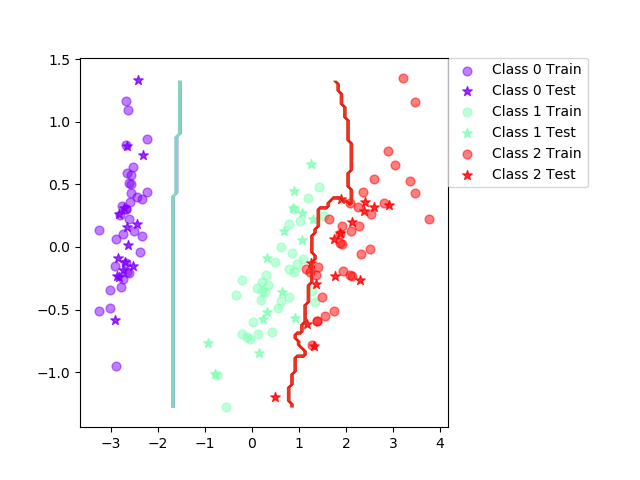 1.5
1.0
0.5
0.0
−0.5
−1.0
−3 −2 −1 0 1 2 3 4
Class 0 Train
Class 0 Test
Class 1 Train
Class 1 Test
Class 2 Train
Class 2 Test